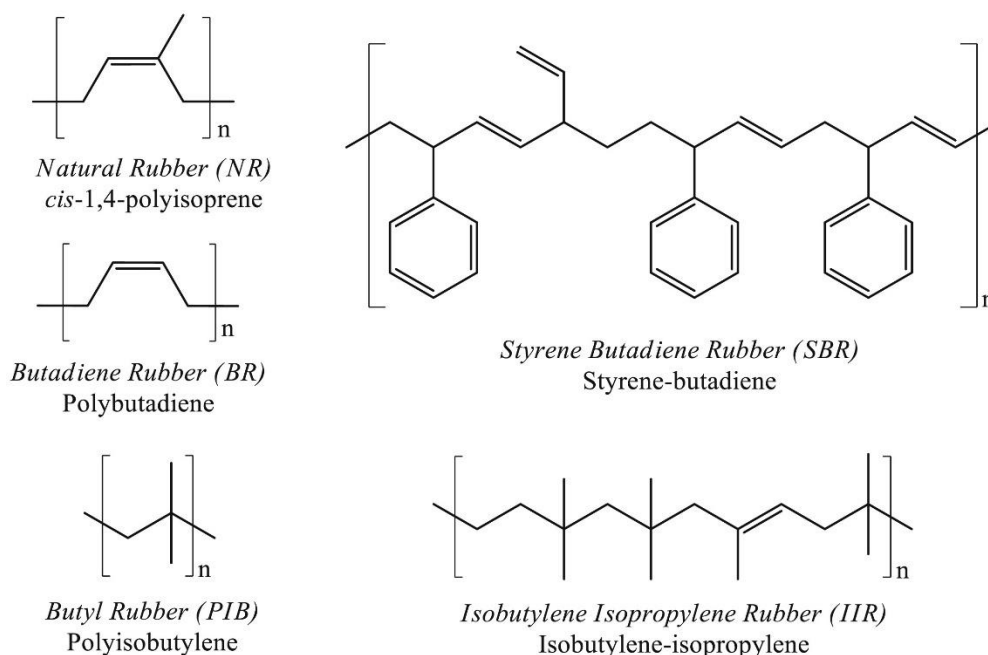 n
Natural Rubber (NR)
cis-1,4-polyisoprene
n
Butadiene Rubber (BR)
Polybutadiene
n
Butyl Rubber (PIB)
Polyisobutylene
n
Styrene Butadiene Rubber (SBR)
Styrene-butadiene
n
Isobutylene Isopropylene Rubber (IIR)
Isobutylene-isopropylene